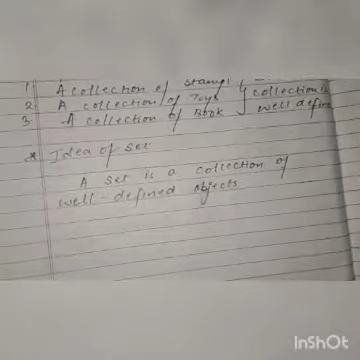 1. A collection of stamps
2. A collection of Toys } collection is
3. A collection of Book } well define
* Idea of set
A set is a collection of
well-defined objects
InShOt